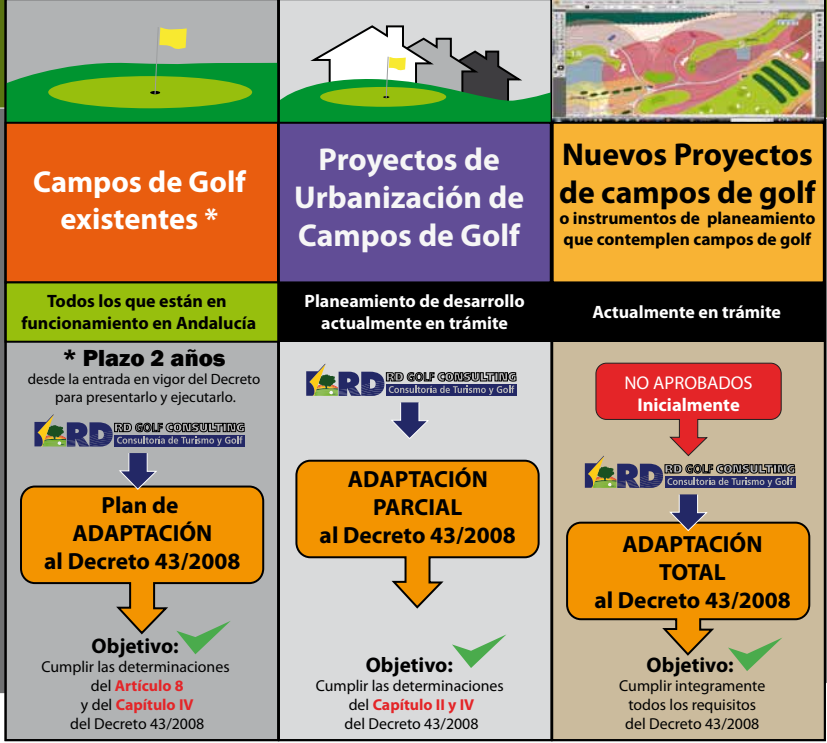 Campos de Golf
existentes *
Todos los que están en
funcionamiento en Andalucía
* Plazo 2 años
desde la entrada en vigor del Decreto
para presentarlo y ejecutarlo.
RD RD GOLF CONSULTING
Consultoría de Turismo y Golf
Plan de
ADAPTACIÓN
al Decreto 43/2008
Objetivo:
Cumplir las determinaciones
del Artículo 8
y del Capítulo IV
del Decreto 43/2008
Proyectos de
Urbanización de
Campos de Golf
Planeamiento de desarrollo
actualmente en trámite
RD RD GOLF CONSULTING
Consultoría de Turismo y Golf
ADAPTACIÓN
PARCIAL
al Decreto 43/2008
Objetivo:
Cumplir las determinaciones
del Capítulo II y IV
del Decreto 43/2008
Nuevos Proyectos
de campos de golf
o instrumentos de planeamiento
que contemplen campos de golf
Actualmente en trámite
NO APROBADOS
Inicialmente
RD RD GOLF CONSULTING
Consultoría de Turismo y Golf
ADAPTACIÓN
TOTAL
al Decreto 43/2008
Objetivo:
Cumplir integramente
todos los requisitos
del Decreto 43/2008